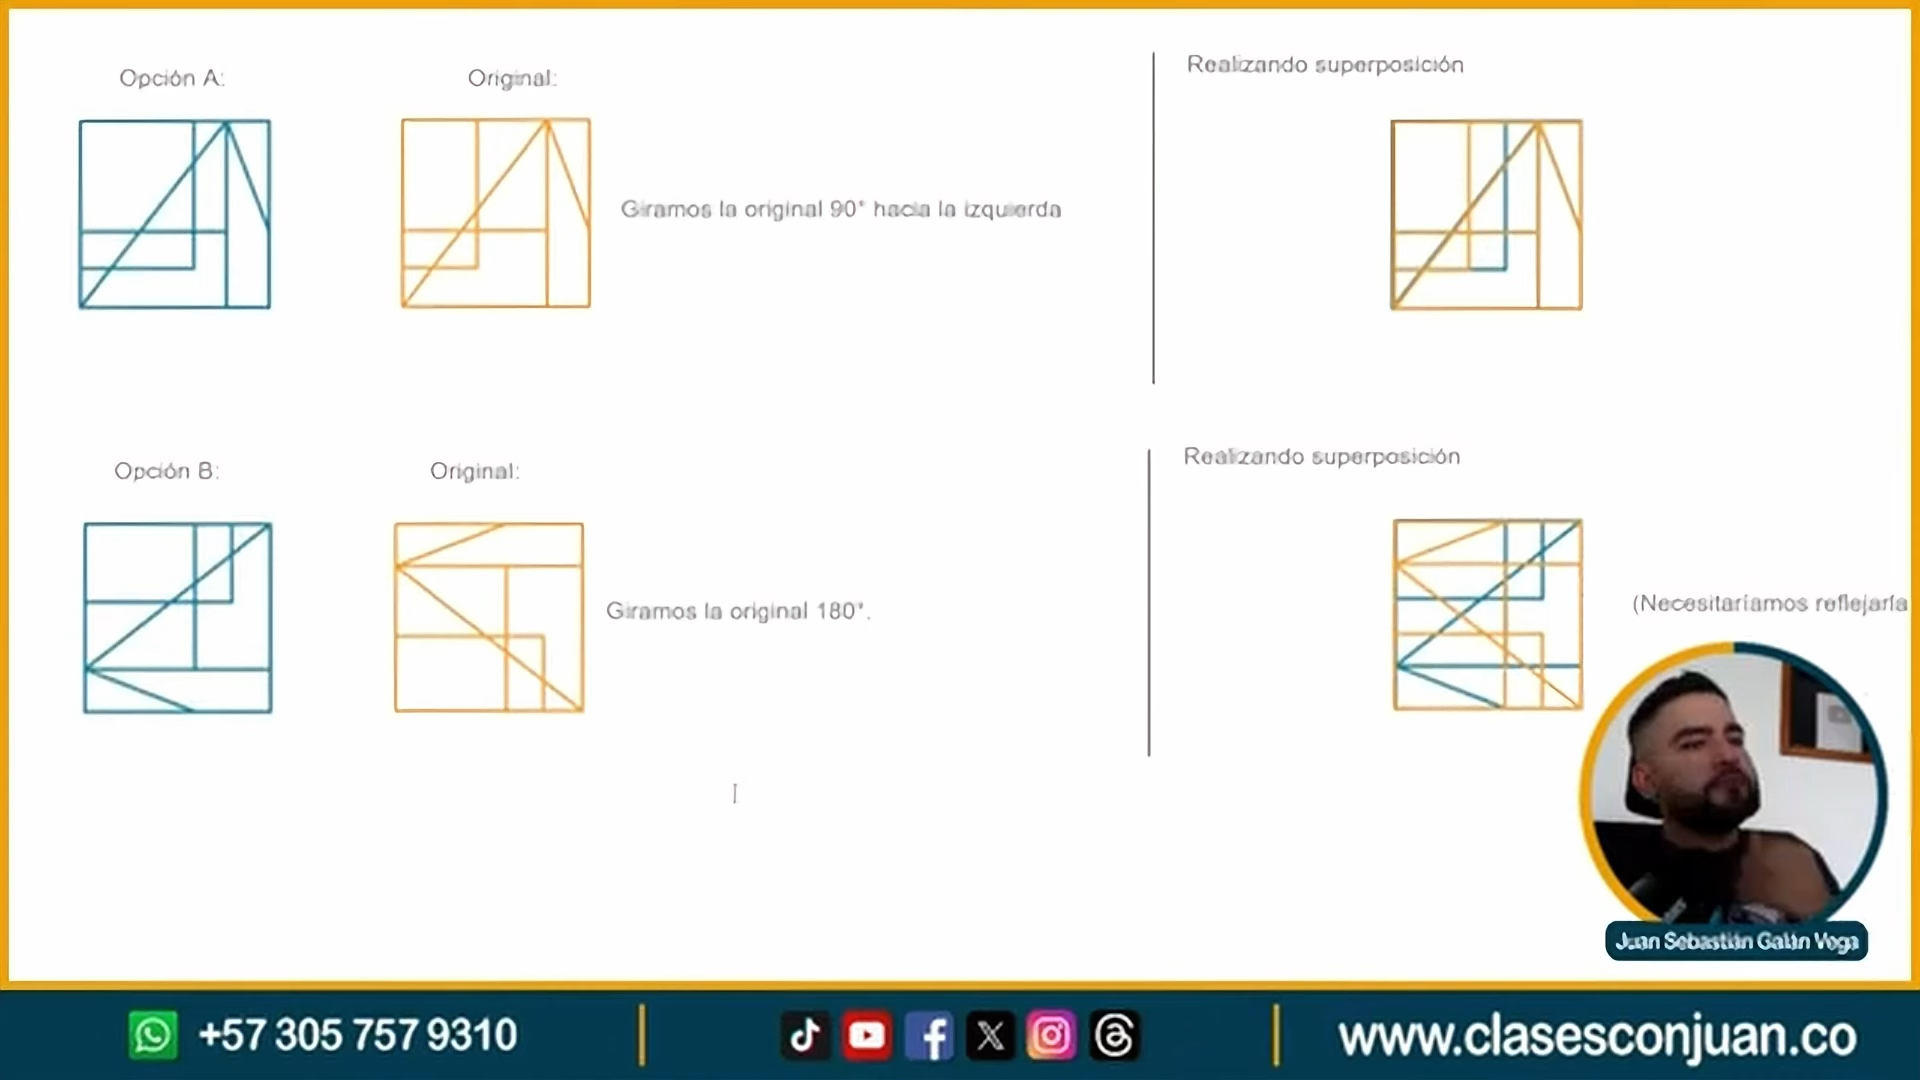 Opción A:
Original:
Realizando superposición
Giramos la original 90° hacia la izquierda
Opción B:
Original:
Realizando superposición
Giramos la original 180°.
(Necesitaríamos reflejarla
Juan Sebastián Galán Vega
+57 305 757 9310
www.clasesconjuan.co